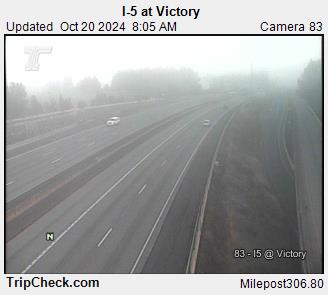 I-5 at Victory
Updated Oct 20 2024 8:05 AM Camera 83
T
N
83 - I5 @ Victory
TripCheck.com Milepost306.80